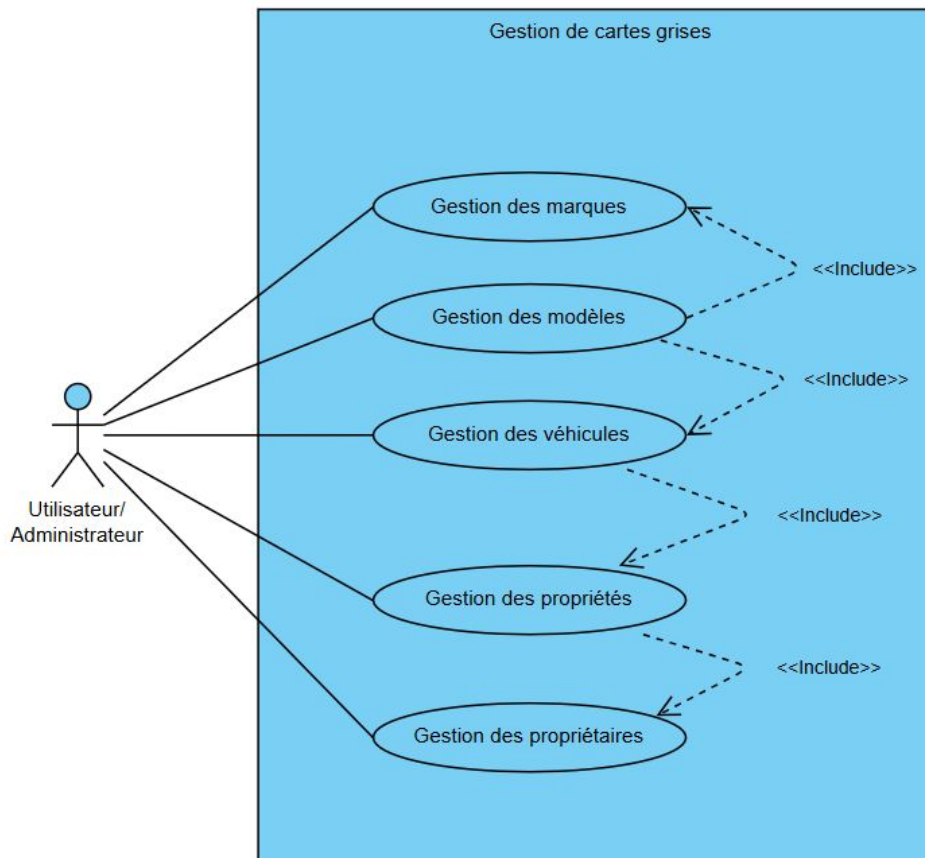 Gestion de cartes grises
Gestion des marques
<<Include>>
Gestion des modèles
<<Include>>
Gestion des véhicules
Utilisateur/
Administrateur
<<Include>>
Gestion des propriétés
<<Include>>
Gestion des propriétaires